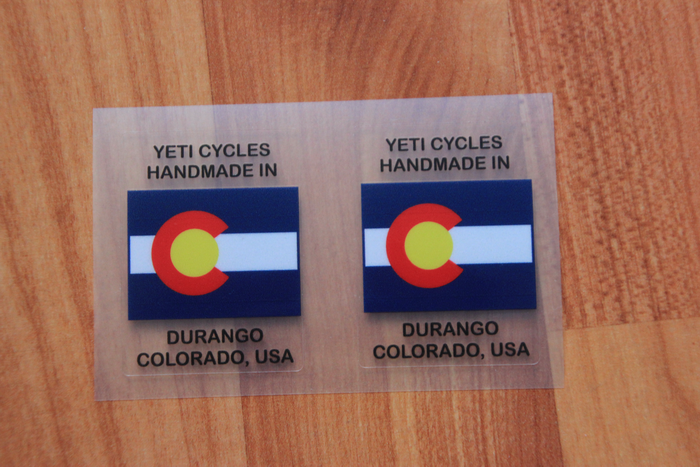 YETI CYCLES
HANDMADE IN
DURANGO
COLORADO, USA
YETI CYCLES
HANDMADE IN
DURANGO
COLORADO, USA